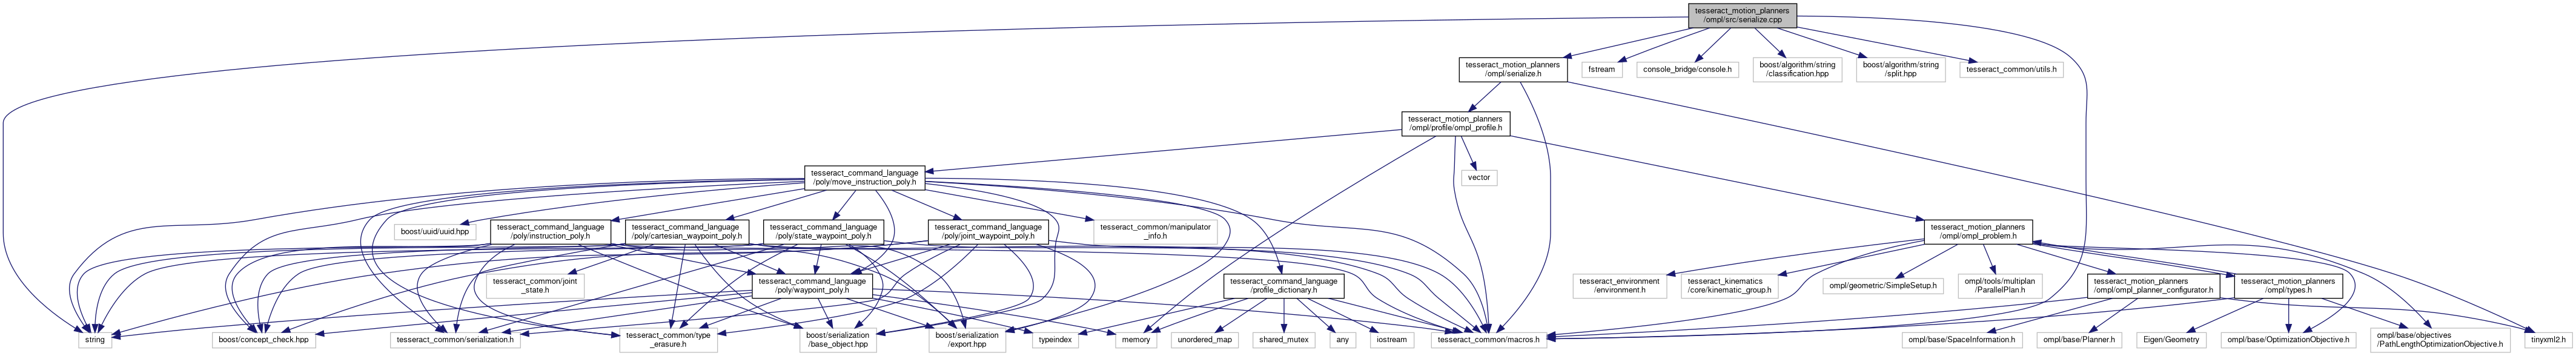 tesseract_motion_planners
/ompl/src/serialize.cpp
tesseract_motion_planners
/ompl/serialize.h
fstream
console_bridge/console.h
boost/algorithm/string
/classification.hpp
boost/algorithm/string
/split.hpp
tesseract_common/utils.h
tesseract_motion_planners
/ompl/profile/ompl_profile.h
tesseract_command_language
/poly/move_instruction_poly.h
vector
boost/uuid/uuid.hpp
tesseract_command_language
/poly/instruction_poly.h
tesseract_command_language
/poly/cartesian_waypoint_poly.h
tesseract_command_language
/poly/state_waypoint_poly.h
tesseract_command_language
/poly/joint_waypoint_poly.h
tesseract_common/manipulator
_info.h
tesseract_motion_planners
/ompl/ompl_problem.h
tesseract_common/joint
_state.h
tesseract_command_language
/poly/waypoint_poly.h
tesseract_command_language
/profile_dictionary.h
tesseract_environment
/environment.h
tesseract_kinematics
/core/kinematic_group.h
ompl/geometric/SimpleSetup.h
ompl/tools/multiplan
/ParallelPlan.h
tesseract_motion_planners
/ompl/ompl_planner_configurator.h
tesseract_motion_planners
/ompl/types.h
string
boost/concept_check.hpp
tesseract_common/serialization.h
tesseract_common/type
_erasure.h
boost/serialization
/base_object.hpp
boost/serialization
/export.hpp
typeindex
memory
unordered_map
shared_mutex
any
iostream
tesseract_common/macros.h
ompl/base/SpaceInformation.h
ompl/base/Planner.h
Eigen/Geometry
ompl/base/OptimizationObjective.h
ompl/base/objectives
/PathLengthOptimizationObjective.h
tinyxml2.h